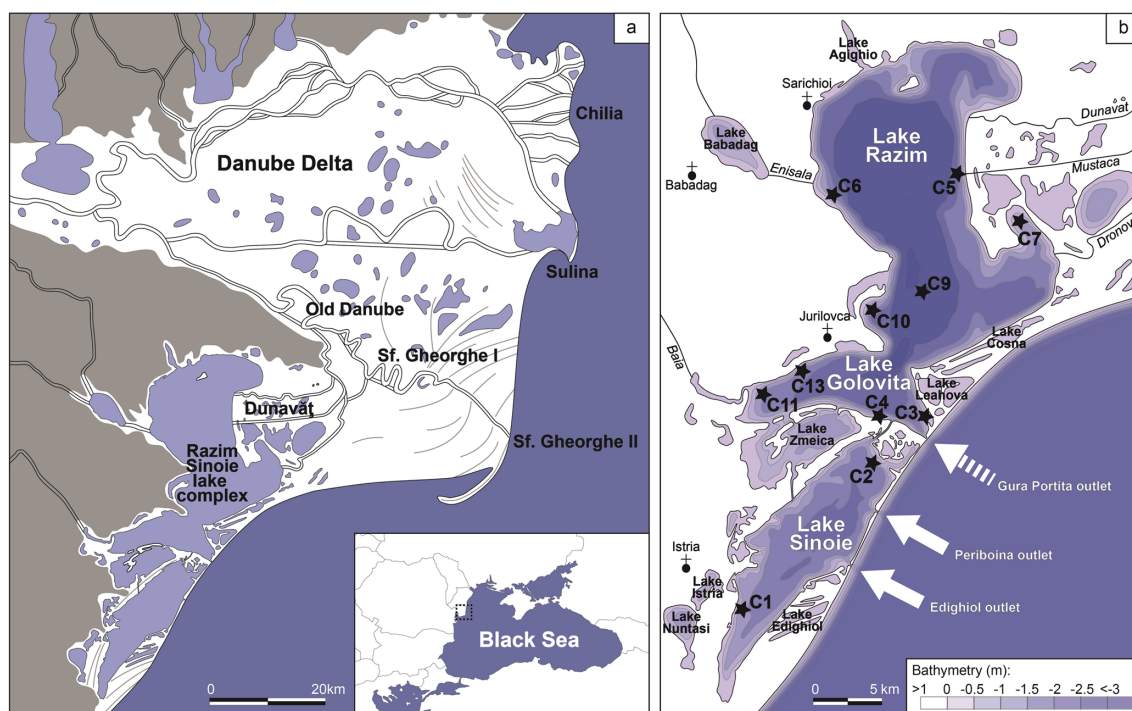 a
Chilia
Danube Delta
Sulina
Old Danube
Sf. Gheorghe I
Dunavăţ
Sf. Gheorghe II
Razim
Sinoie
lake
complex
Black Sea
0 20km
b
Lake
Agighio
Sarichioi
Lake
Razim
Dunavat
Lake
Babadag
Mustaca
Babadag
Enisala
C6
C5
C7
Dronov
C9
C10
Jurilovca
Lake
Cosna
Baia
Lake
Golovita
C13
Lake
Leahova
C11
C4
C3
Lake
Zmeica
C2
Gura Portita outlet
Lake
Sinoie
Periboina outlet
Istria
Lake
Istria
C1
Edighiol outlet
Lake
Nuntasi
Lake
Edighiol
0 5 km
Bathymetry (m):
>1 0 -0.5 -1 -1.5 -2 -2.5 <-3